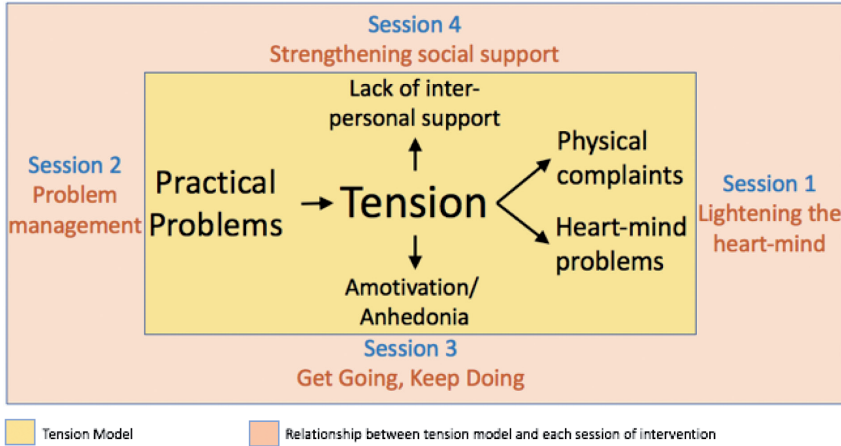 Session 4
Strengthening social support
Lack of inter-
personal support
Session 2
Problem
management
Practical
Problems
Tension
Physical
complaints
Heart-mind
problems
Session 1
Lightening the
heart-mind
Amotivation/
Anhedonia
Session 3
Get Going, Keep Doing
Tension Model
Relationship between tension model and each session of intervention